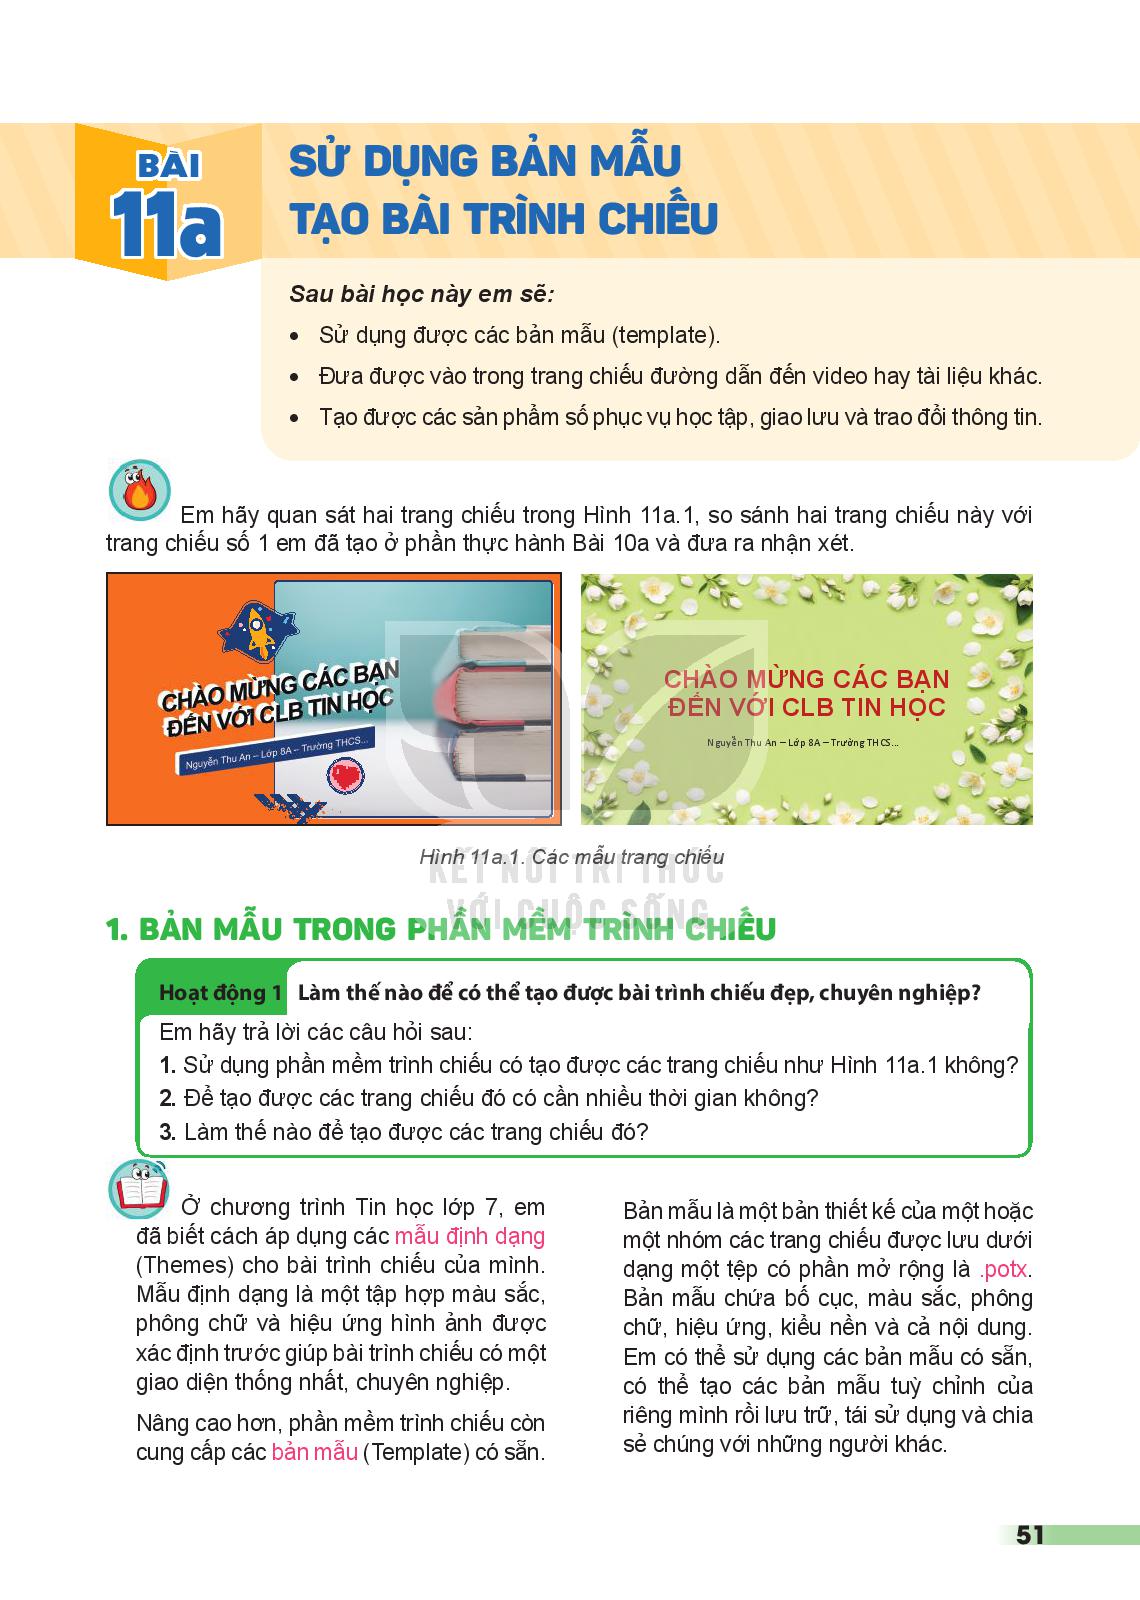 BÀI
11a
SỬ DỤNG BẢN MẪU
TẠO BÀI TRÌNH CHIẾU
Sau bài học này em sẽ:
• Sử dụng được các bản mẫu (template).
• Đưa được vào trong trang chiếu đường dẫn đến video hay tài liệu khác.
• Tạo được các sản phẩm số phục vụ học tập, giao lưu và trao đổi thông tin.
Em hãy quan sát hai trang chiếu trong Hình 11a.1, so sánh hai trang chiếu này với
trang chiếu số 1 em đã tạo ở phần thực hành Bài 10a và đưa ra nhận xét.
CHÀO MỪNG CÁC BẠN
ĐẾN VỚI CLB TIN HỌC
Nguyễn Thu An – Lớp 8A – Trường THCS...
CHÀO MỪNG CÁC BẠN
ĐẾN VỚI CLB TIN HỌC
Nguyễn Thu An – Lớp 8A – Trường THCS...
Hình 11a.1. Các mẫu trang chiếu
KẾT NỐI TRI THỨC
VỚI CUỘC SỐNG
1. BẢN MẪU TRONG PHẦN MỀM TRÌNH CHIẾU
Hoạt động 1 Làm thế nào để có thể tạo được bài trình chiếu đẹp, chuyên nghiệp?
Em hãy trả lời các câu hỏi sau:
1. Sử dụng phần mềm trình chiếu có tạo được các trang chiếu như Hình 11a.1 không?
2. Để tạo được các trang chiếu đó có cần nhiều thời gian không?
3. Làm thế nào để tạo được các trang chiếu đó?
Ở chương trình Tin học lớp 7, em
đã biết cách áp dụng các mẫu định dạng
(Themes) cho bài trình chiếu của mình.
Mẫu định dạng là một tập hợp màu sắc,
phông chữ và hiệu ứng hình ảnh được
xác định trước giúp bài trình chiếu có một
giao diện thống nhất, chuyên nghiệp.
Nâng cao hơn, phần mềm trình chiếu còn
cung cấp các bản mẫu (Template) có sẵn.
Bản mẫu là một bản thiết kế của một hoặc
một nhóm các trang chiếu được lưu dưới
dạng một tệp có phần mở rộng là .potx.
Bản mẫu chứa bố cục, màu sắc, phông
chữ, hiệu ứng, kiểu nền và cả nội dung.
Em có thể sử dụng các bản mẫu có sẵn,
có thể tạo các bản mẫu tuỳ chỉnh của
riêng mình rồi lưu trữ, tái sử dụng và chia
sẻ chúng với những người khác.
51